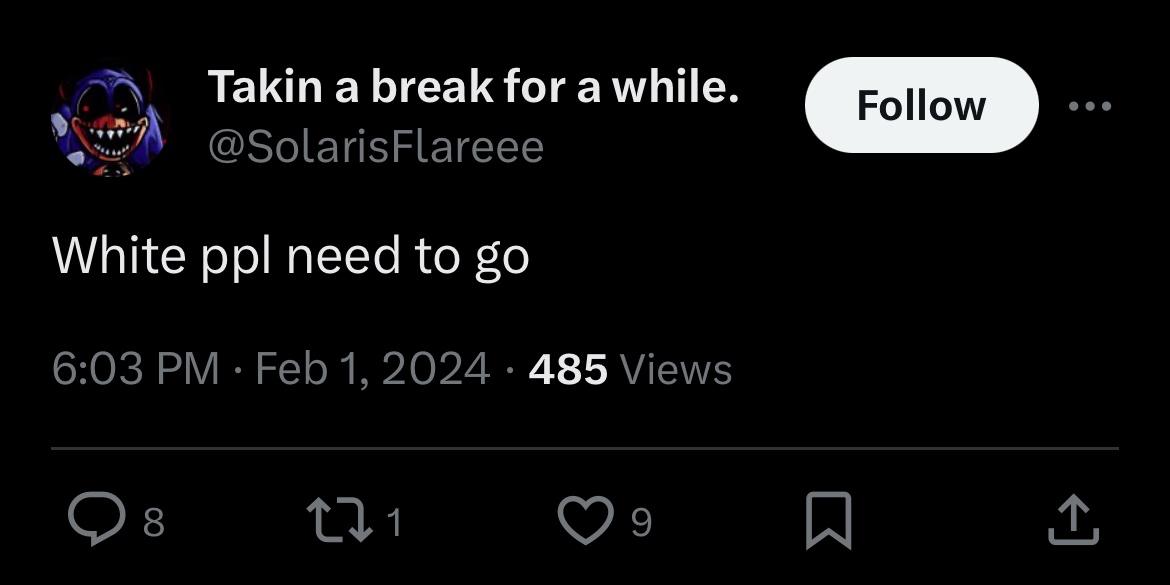 Takin a break for a while.
Follow
@SolarisFlareee
White ppl need to go
6:03 PM · Feb 1, 2024 · 485 Views
8 1 9